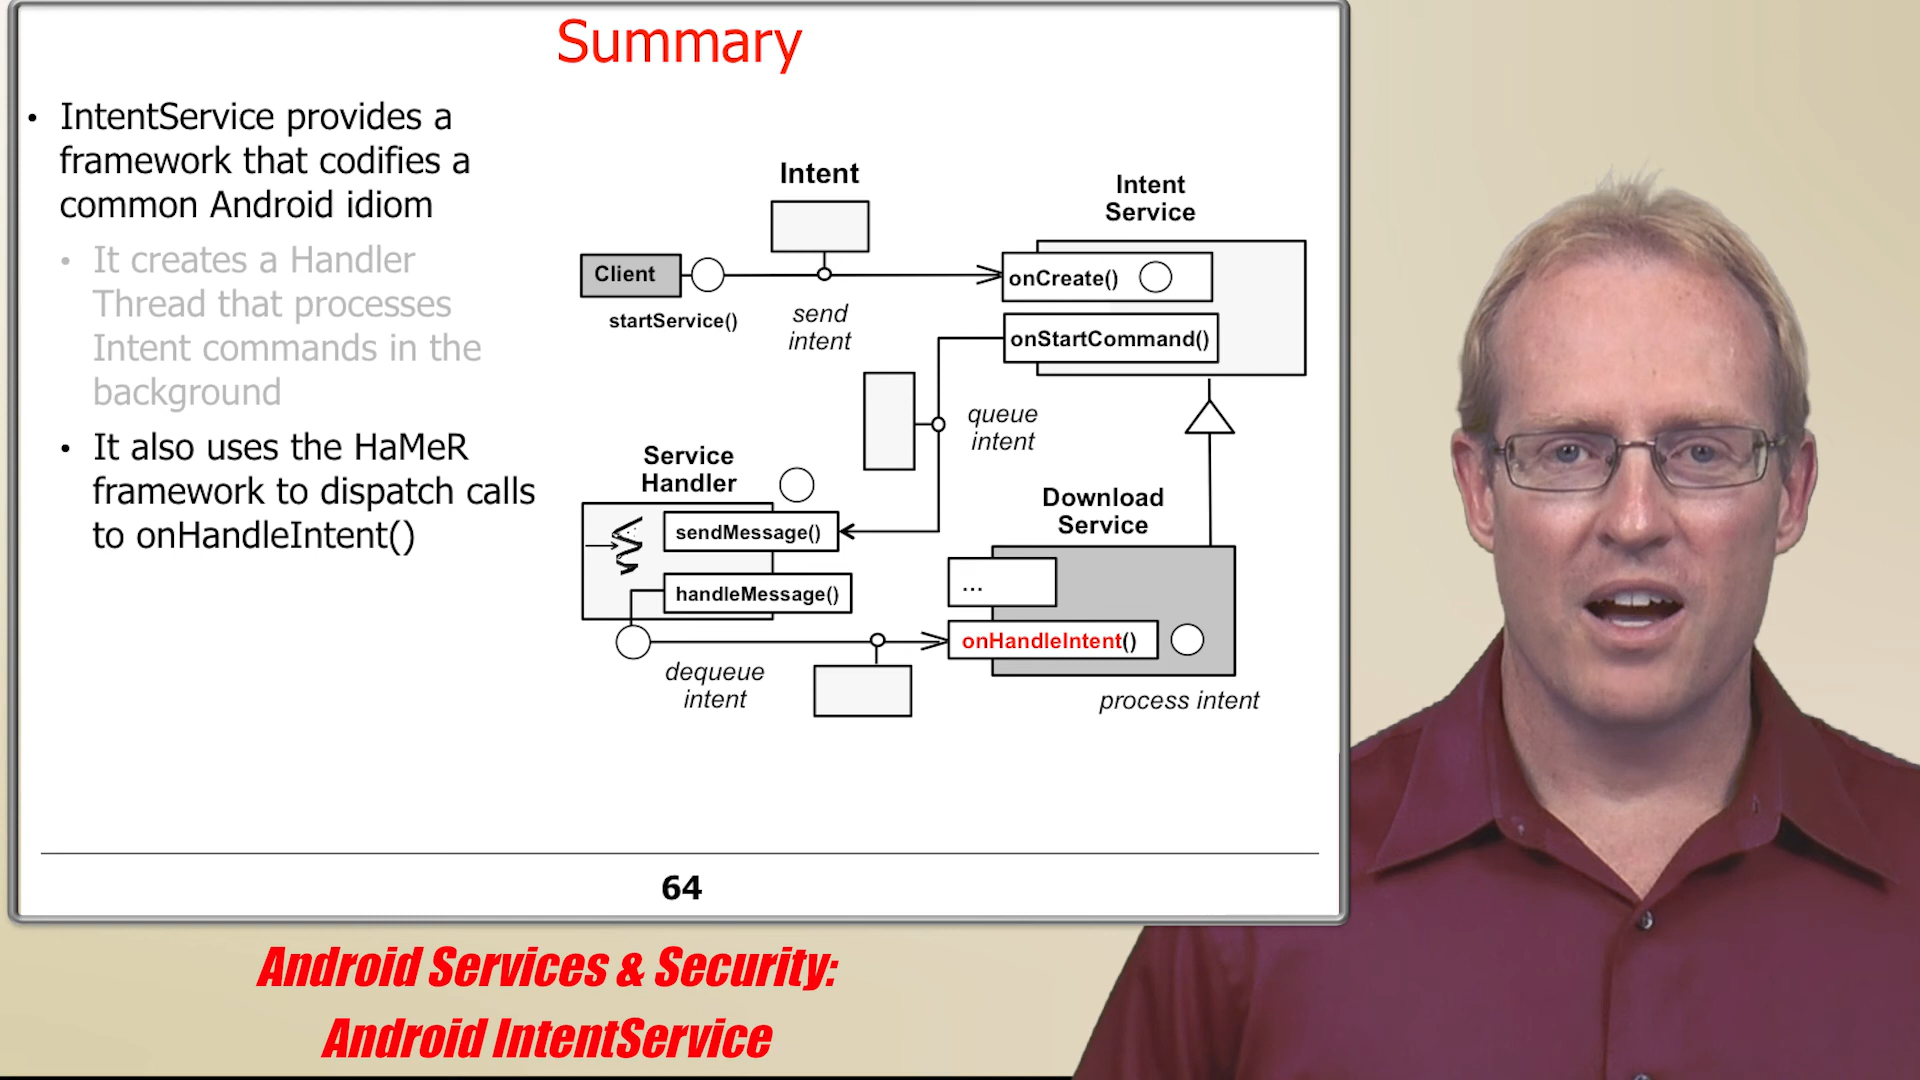 Summary
• IntentService provides a
framework that codifies a
common Android idiom
• It creates a Handler
Thread that processes
Intent commands in the
background
• It also uses the HaMeR
framework to dispatch calls
to onHandleIntent()
Intent
Intent
Service
Client
onCreate()
startService()
send
intent
onStartCommand()
queue
intent
Service
Handler
sendMessage()
handleMessage()
Download
Service
...
onHandleIntent()
dequeue
intent
process intent
64
Android Services & Security:
Android IntentService